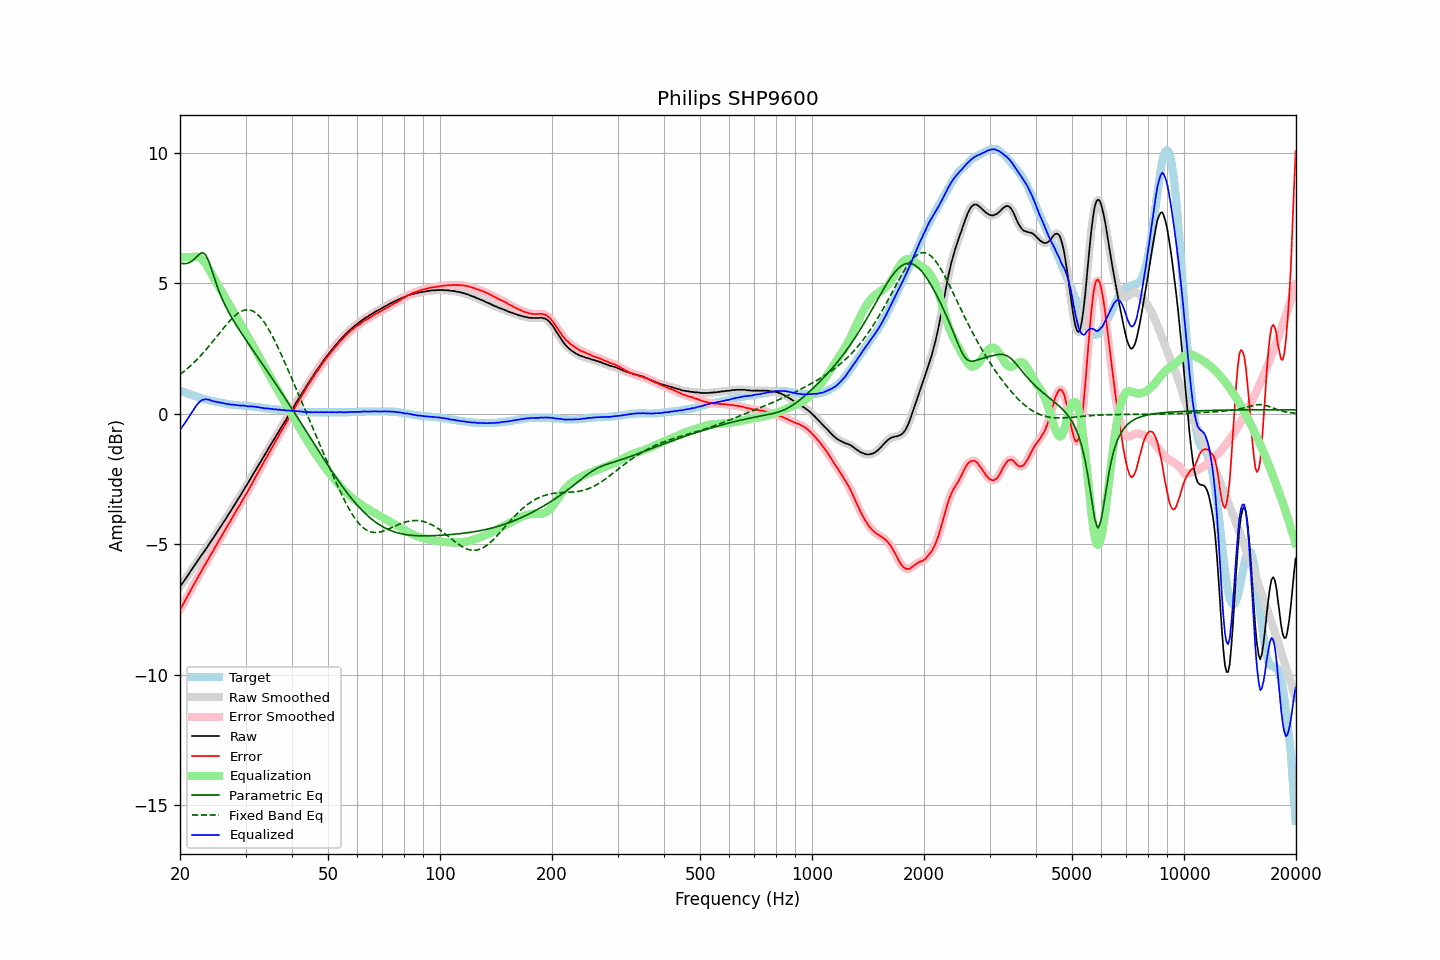 Philips SHP9600
Amplitude (dBr)
10
5
0
−5
−10
−15
Target
Raw Smoothed
Error Smoothed
Raw
Error
Equalization
Parametric Eq
Fixed Band Eq
Equalized
20 50 100 200 500 1000 2000 5000 10000 20000
Frequency (Hz)